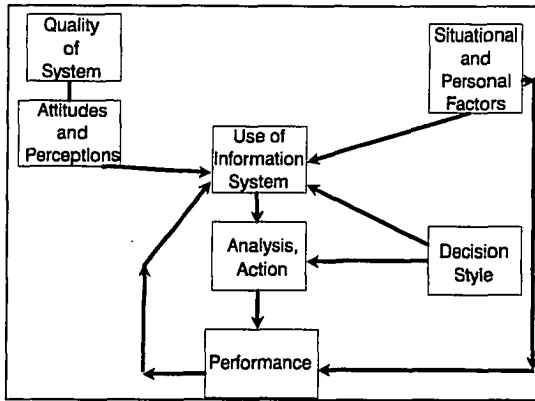 Quality
of
System
Attitudes
and
Perceptions
Situational
and
Personal
Factors
Use of
Information
System
Analysis,
Action
Decision
Style
Performance